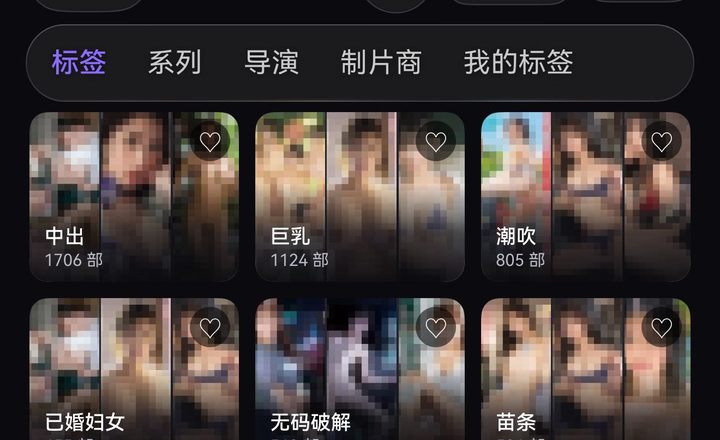 标签 系列 导演 制片商 我的标签
中出 巨乳 潮吹
1706 部 1124 部 805 部
已婚妇女 无码破解 苗条